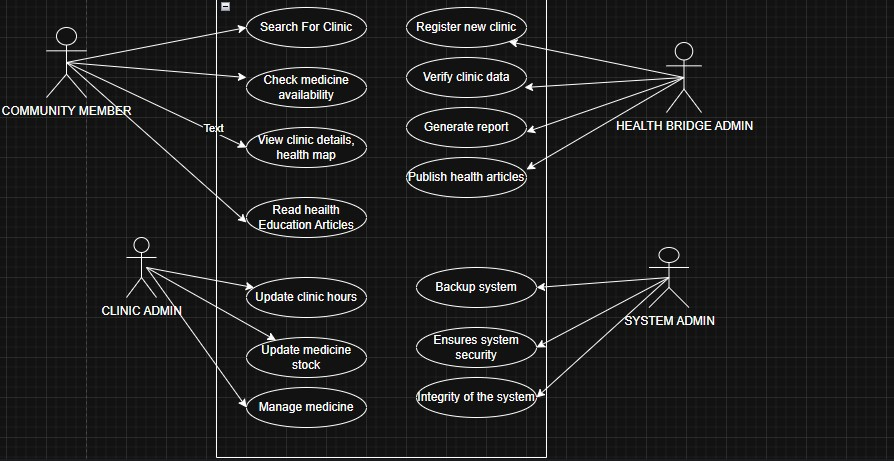 Search For Clinic
Register new clinic
Check medicine
availability
Verify clinic data
COMMUNITY MEMBER
Text
View clinic details,
health map
Generate report
HEALTH BRIDGE ADMIN
Publish health articles
Read heailth
Education Articles
CLINIC ADMIN
Update clinic hours
Backup system
SYSTEM ADMIN
Update medicine
stock
Ensures system
security
Manage medicine
Integrity of the system